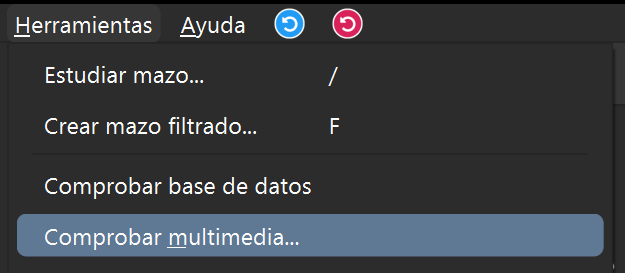 Herramientas Ayuda
Estudiar mazo... /
Crear mazo filtrado... F
Comprobar base de datos
Comprobar multimedia...